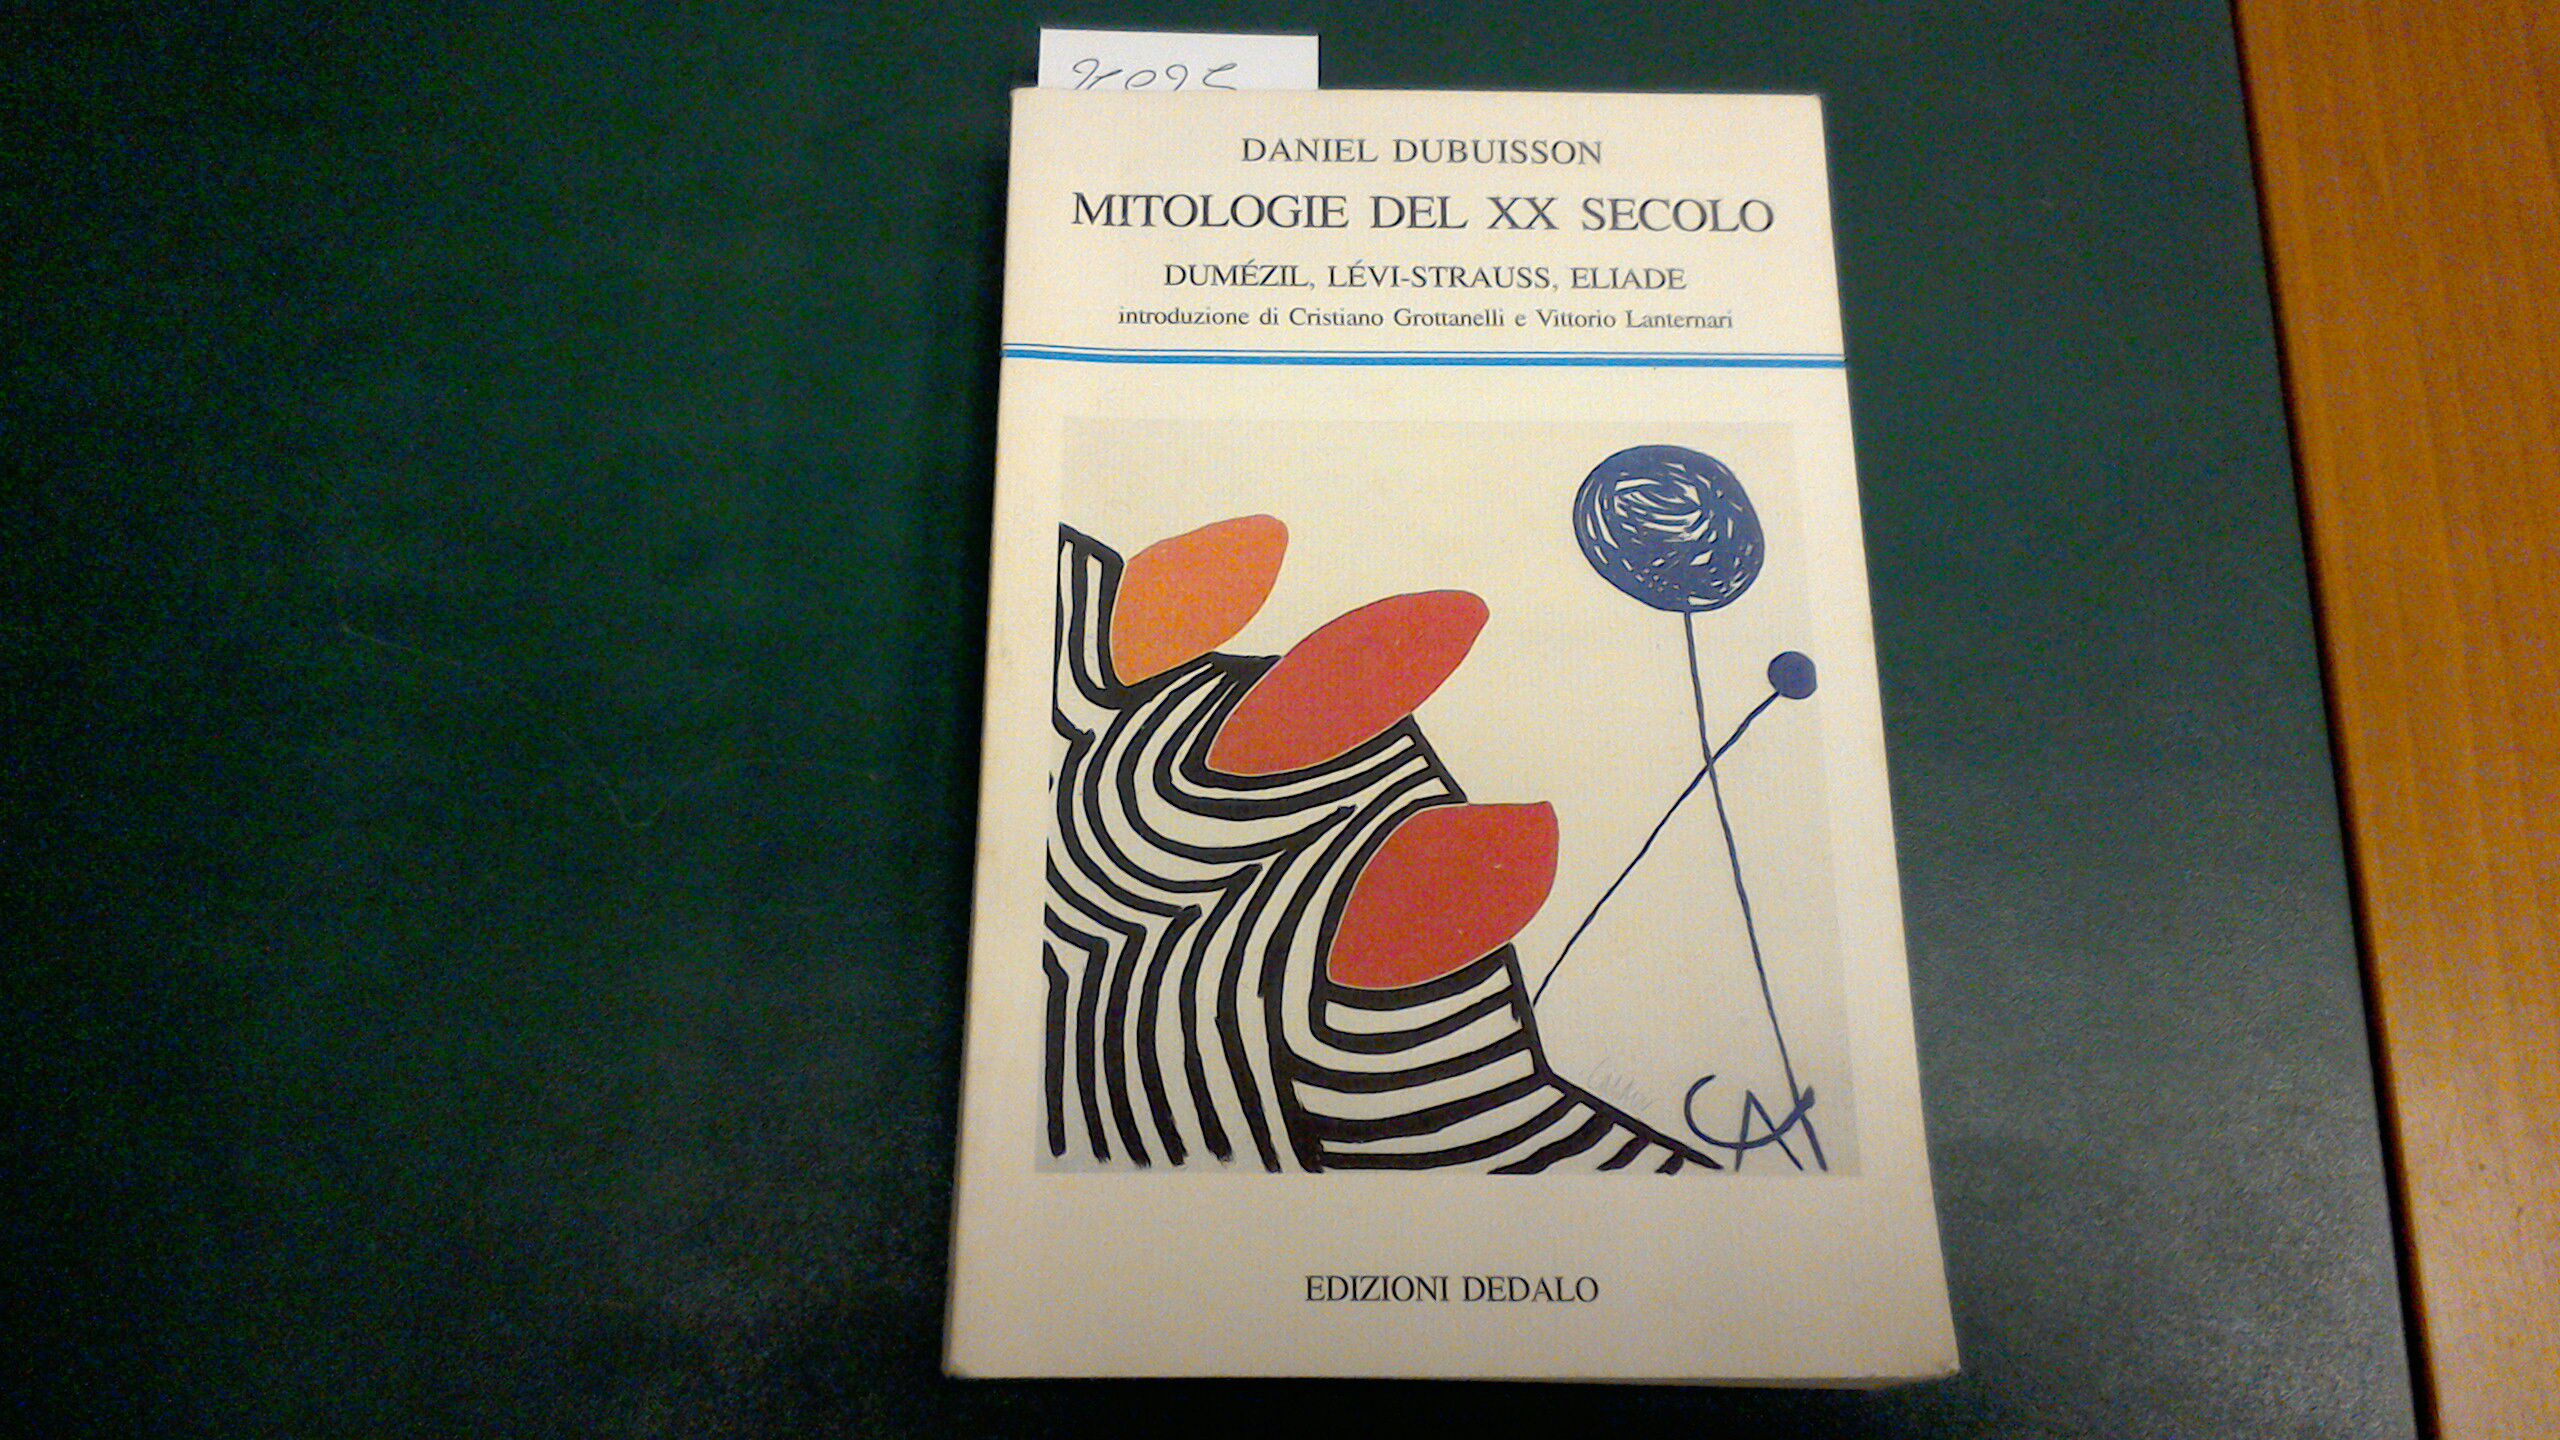 DANIEL DUBUISSON
MITOLOGIE DEL XX SECOLO
DUMÉZIL, LÉVI-STRAUSS, ELIADE
introduzione di Cristiano Grottanelli e Vittorio Lanternari
CA
EDIZIONI DEDALO